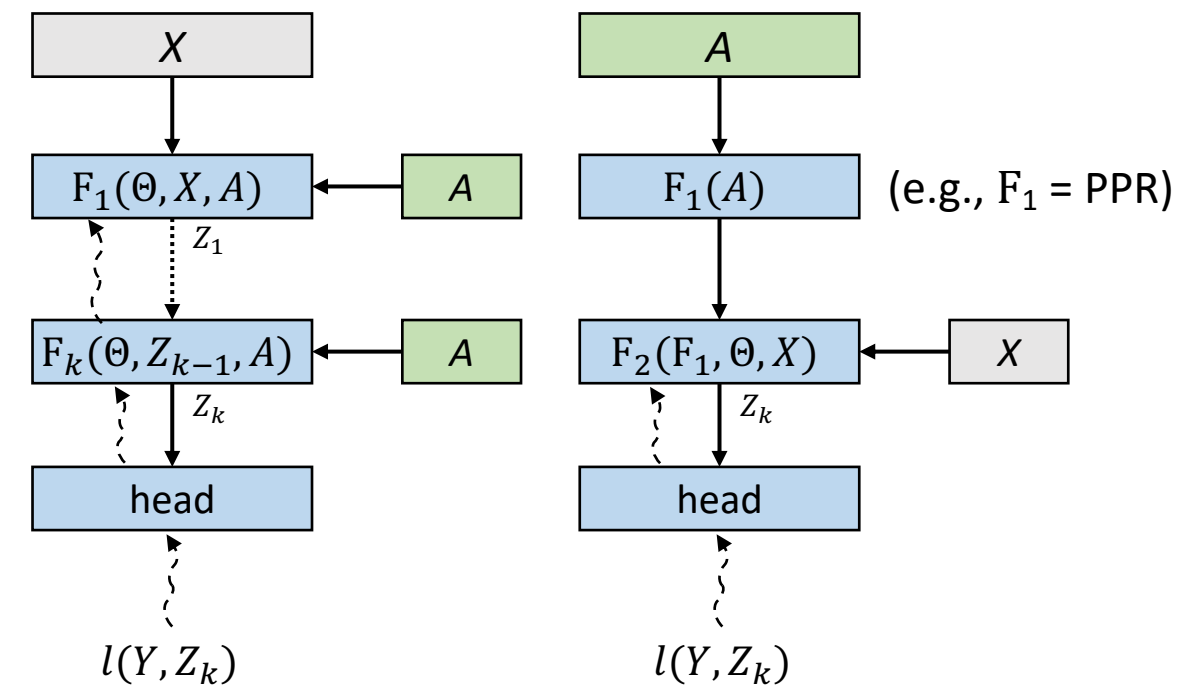 X
F₁(Θ, X, A)
A
Z₁
Fₖ(Θ, Zₖ₋₁, A)
A
Zₖ
head
l(Y, Zₖ)
A
F₁(A)
(e.g., F₁ = PPR)
F₂(F₁, Θ, X)
X
Zₖ
head
l(Y, Zₖ)